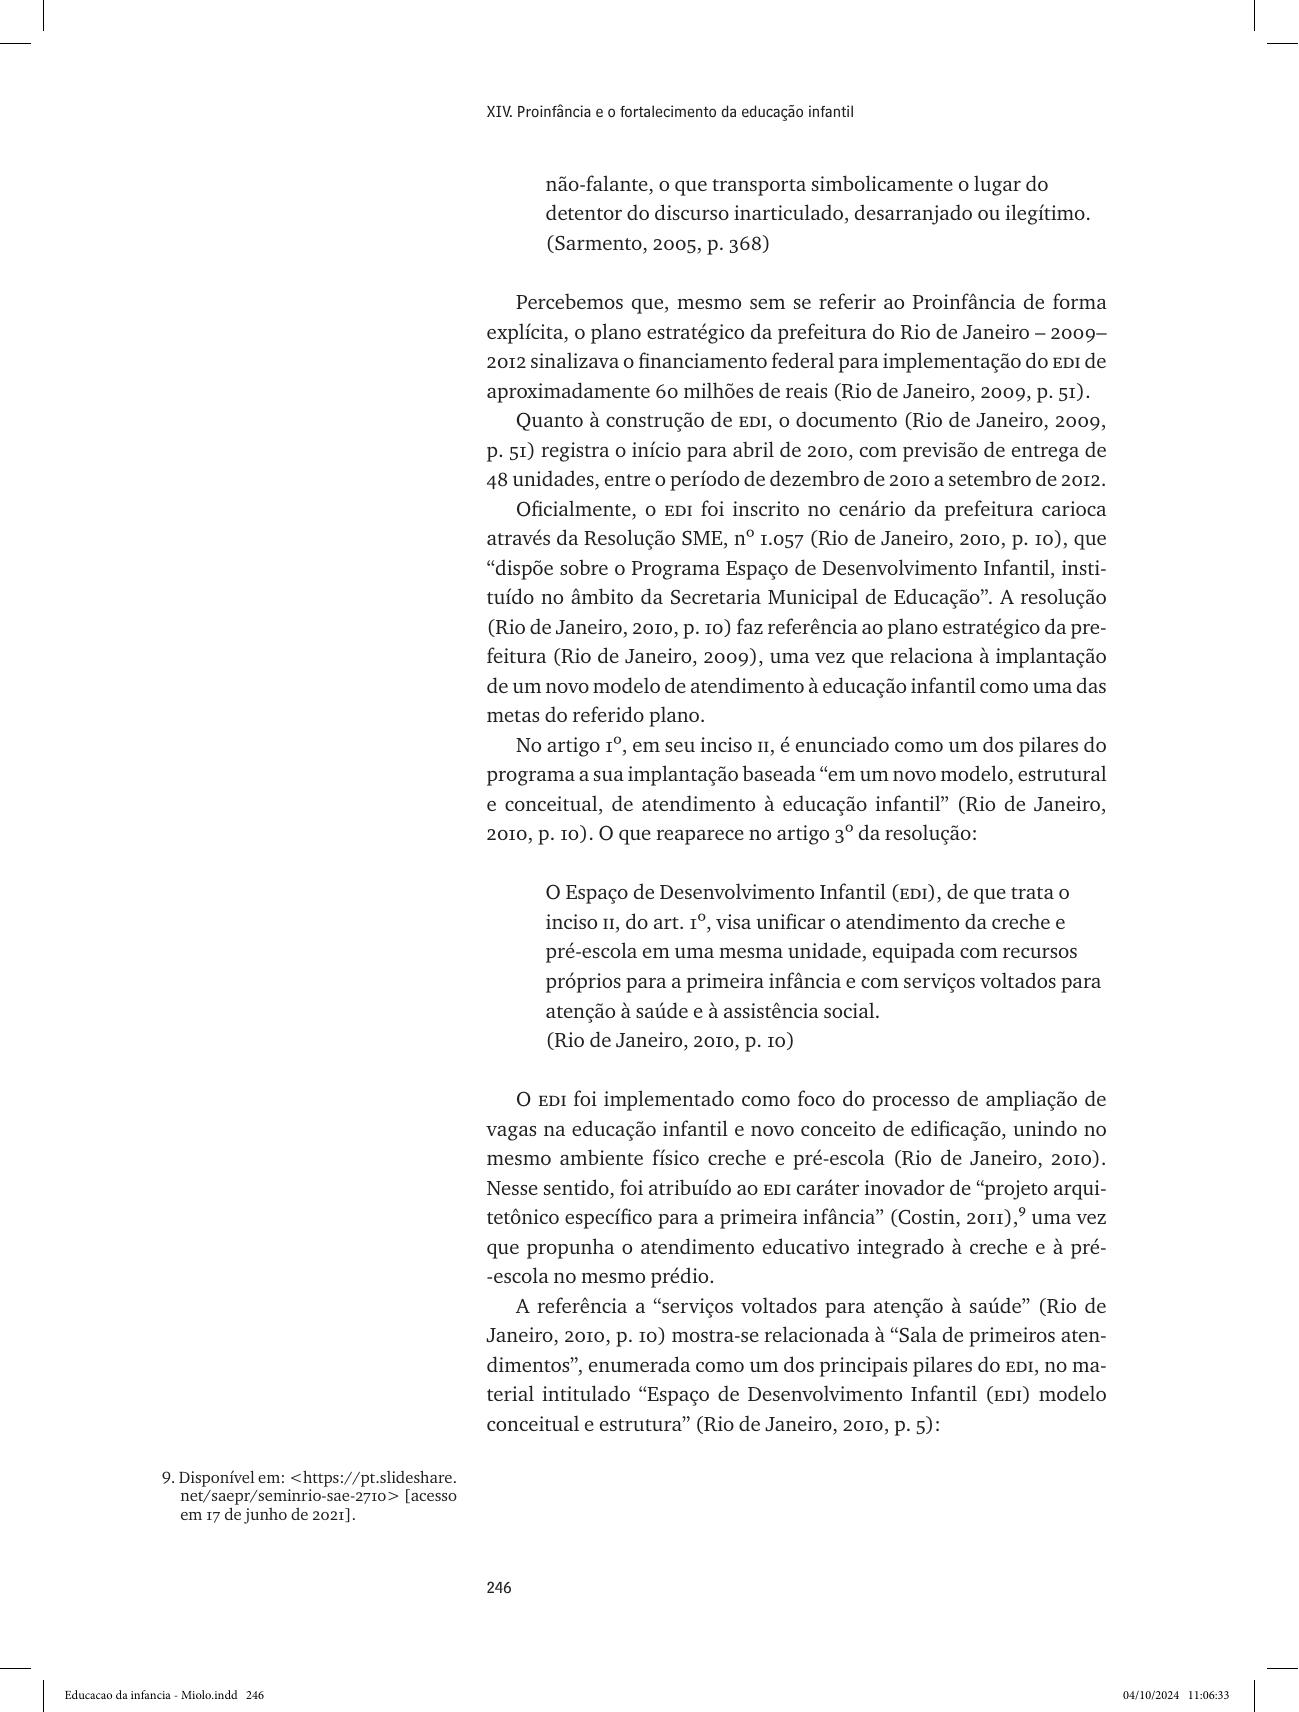 XIV. Proinfância e o fortalecimento da educação infantil
não-falante, o que transporta simbolicamente o lugar do
detentor do discurso inarticulado, desarranjado ou ilegítimo.
(Sarmento, 2005, p. 368)
Percebemos que, mesmo sem se referir ao Proinfância de forma
explícita, o plano estratégico da prefeitura do Rio de Janeiro – 2009–
2012 sinalizava o financiamento federal para implementação do EDI de
aproximadamente 60 milhões de reais (Rio de Janeiro, 2009, p. 51).
Quanto à construção de EDI, o documento (Rio de Janeiro, 2009,
p. 51) registra o início para abril de 2010, com previsão de entrega de
48 unidades, entre o período de dezembro de 2010 a setembro de 2012.
Oficialmente, o EDI foi inscrito no cenário da prefeitura carioca
através da Resolução SME, nº 1.057 (Rio de Janeiro, 2010, p. 10), que
“dispõe sobre o Programa Espaço de Desenvolvimento Infantil, insti-
tuído no âmbito da Secretaria Municipal de Educação”. A resolução
(Rio de Janeiro, 2010, p. 10) faz referência ao plano estratégico da pre-
feitura (Rio de Janeiro, 2009), uma vez que relaciona à implantação
de um novo modelo de atendimento à educação infantil como uma das
metas do referido plano.
No artigo 1º, em seu inciso II, é enunciado como um dos pilares do
programa a sua implantação baseada “em um novo modelo, estrutural
e conceitual, de atendimento à educação infantil” (Rio de Janeiro,
2010, p. 10). O que reaparece no artigo 3º da resolução:
O Espaço de Desenvolvimento Infantil (EDI), de que trata o
inciso II, do art. 1º, visa unificar o atendimento da creche e
pré-escola em uma mesma unidade, equipada com recursos
próprios para a primeira infância e com serviços voltados para
atenção à saúde e à assistência social.
(Rio de Janeiro, 2010, p. 10)
O EDI foi implementado como foco do processo de ampliação de
vagas na educação infantil e novo conceito de edificação, unindo no
mesmo ambiente físico creche e pré-escola (Rio de Janeiro, 2010).
Nesse sentido, foi atribuído ao EDI caráter inovador de “projeto arqui-
tetônico específico para a primeira infância” (Costin, 2011),⁹ uma vez
que propunha o atendimento educativo integrado à creche e à pré-
-escola no mesmo prédio.
A referência a “serviços voltados para atenção à saúde” (Rio de
Janeiro, 2010, p. 10) mostra-se relacionada à “Sala de primeiros aten-
dimentos”, enumerada como um dos principais pilares do EDI, no ma-
terial intitulado “Espaço de Desenvolvimento Infantil (EDI) modelo
conceitual e estrutura” (Rio de Janeiro, 2010, p. 5):
9. Disponível em: <https://pt.slideshare.
net/saepr/seminrio-sae-2710> [acesso
em 17 de junho de 2021].
246
Educacao da infancia - Miolo.indd 246
04/10/2024 11:06:33